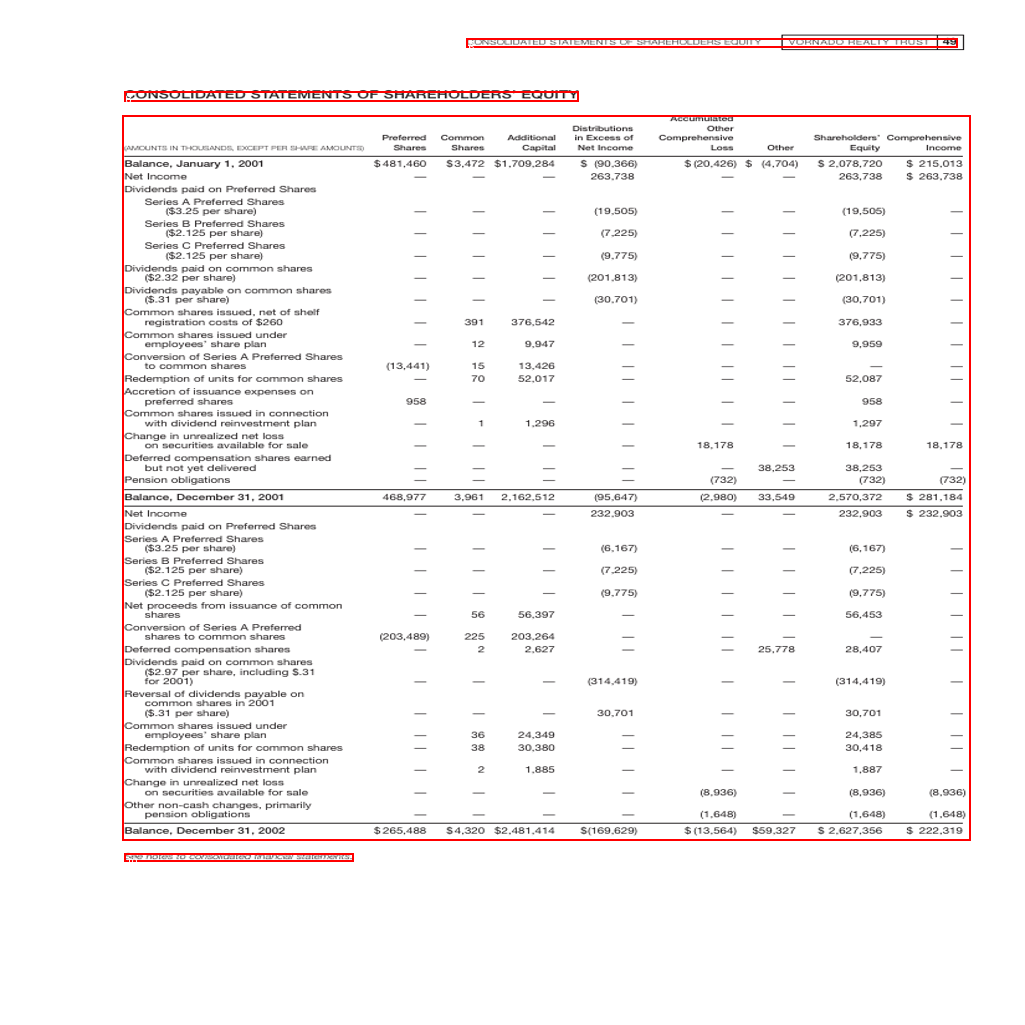 CONSOLIDATED STATEMENTS OF SHAREHOLDERS' EQUITY VORNADO REALTY TRUST 49
CONSOLIDATED STATEMENTS OF SHAREHOLDERS' EQUITY
Accumulated
Distributions Other
Preferred Common Additional in Excess of Comprehensive Shareholders' Comprehensive
(AMOUNTS IN THOUSANDS, EXCEPT PER SHARE AMOUNTS) Shares Shares Capital Net Income Loss Other Equity Income
Balance, January 1, 2001 $481,460 $3,472 $1,709,284 $ (90,366) $ (20,426) $ (4,704) $ 2,078,720 $ 215,013
Net Income — — — 263,738 — — 263,738 $ 263,738
Dividends paid on Preferred Shares
Series A Preferred Shares
($3.25 per share) — — — (19,505) — — (19,505) —
Series B Preferred Shares
($2.125 per share) — — — (7,225) — — (7,225) —
Series C Preferred Shares
($2.125 per share) — — — (9,775) — — (9,775) —
Dividends paid on common shares
($2.32 per share) — — — (201,813) — — (201,813) —
Dividends payable on common shares
($.31 per share) — — — (30,701) — — (30,701) —
Common shares issued, net of shelf
registration costs of $260 — 391 376,542 — — — 376,933 —
Common shares issued under
employees' share plan — 12 9,947 — — — 9,959 —
Conversion of Series A Preferred Shares
to common shares (13,441) 15 13,426 — — — — —
Redemption of units for common shares — 70 52,017 — — — 52,087 —
Accretion of issuance expenses on
preferred shares 958 — — — — — 958 —
Common shares issued in connection
with dividend reinvestment plan — 1 1,296 — — — 1,297 —
Change in unrealized net loss
on securities available for sale — — — — 18,178 — 18,178 18,178
Deferred compensation shares earned
but not yet delivered — — — — — 38,253 38,253 —
Pension obligations — — — — (732) — (732) (732)
Balance, December 31, 2001 468,977 3,961 2,162,512 (95,647) (2,980) 33,549 2,570,372 $ 281,184
Net Income — — — 232,903 — — 232,903 $ 232,903
Dividends paid on Preferred Shares
Series A Preferred Shares
($3.25 per share) — — — (6,167) — — (6,167) —
Series B Preferred Shares
($2.125 per share) — — — (7,225) — — (7,225) —
Series C Preferred Shares
($2.125 per share) — — — (9,775) — — (9,775) —
Net proceeds from issuance of common
shares — 56 56,397 — — — 56,453 —
Conversion of Series A Preferred
shares to common shares (203,489) 225 203,264 — — — — —
Deferred compensation shares — 2 2,627 — — 25,778 28,407 —
Dividends paid on common shares
($2.97 per share, including $.31
for 2001) — — — (314,419) — — (314,419) —
Reversal of dividends payable on
common shares in 2001
($.31 per share) — — — 30,701 — — 30,701 —
Common shares issued under
employees' share plan — 36 24,349 — — — 24,385 —
Redemption of units for common shares — 38 30,380 — — — 30,418 —
Common shares issued in connection
with dividend reinvestment plan — 2 1,885 — — — 1,887 —
Change in unrealized net loss
on securities available for sale — — — — (8,936) — (8,936) (8,936)
Other non-cash changes, primarily
pension obligations — — — — (1,648) — (1,648) (1,648)
Balance, December 31, 2002 $265,488 $4,320 $2,481,414 $(169,629) $ (13,564) $59,327 $ 2,627,356 $ 222,319
See notes to consolidated financial statements.